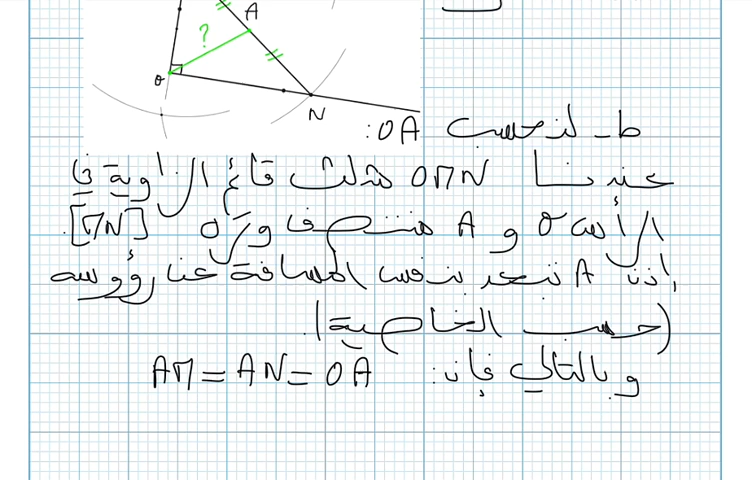 A
?
O
N
ط - لنحسب OA:
عندنا OMN مثلث قائم الزاوية في
الرأس O و A منتصف وتره [MN].
إذن A تبعد بنفس المسافة عن رؤوسه
(حسب الخاصية).
وبالتالي فإن: AM = AN = OA